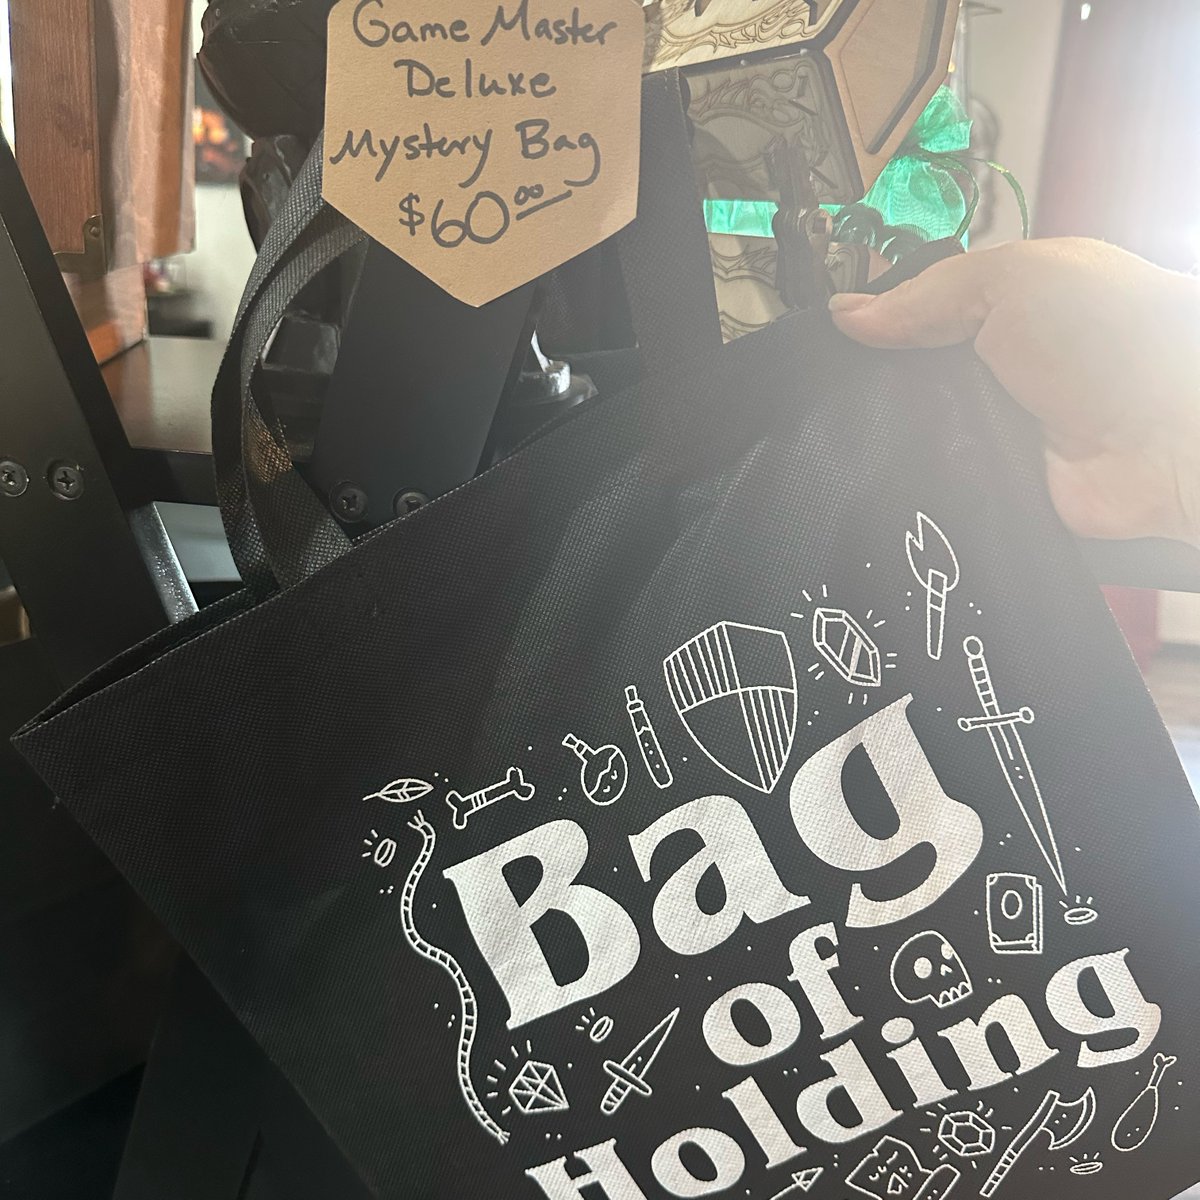 Game Master
Deluxe
Mystery Bag
$60.00
Bag
of
Holding